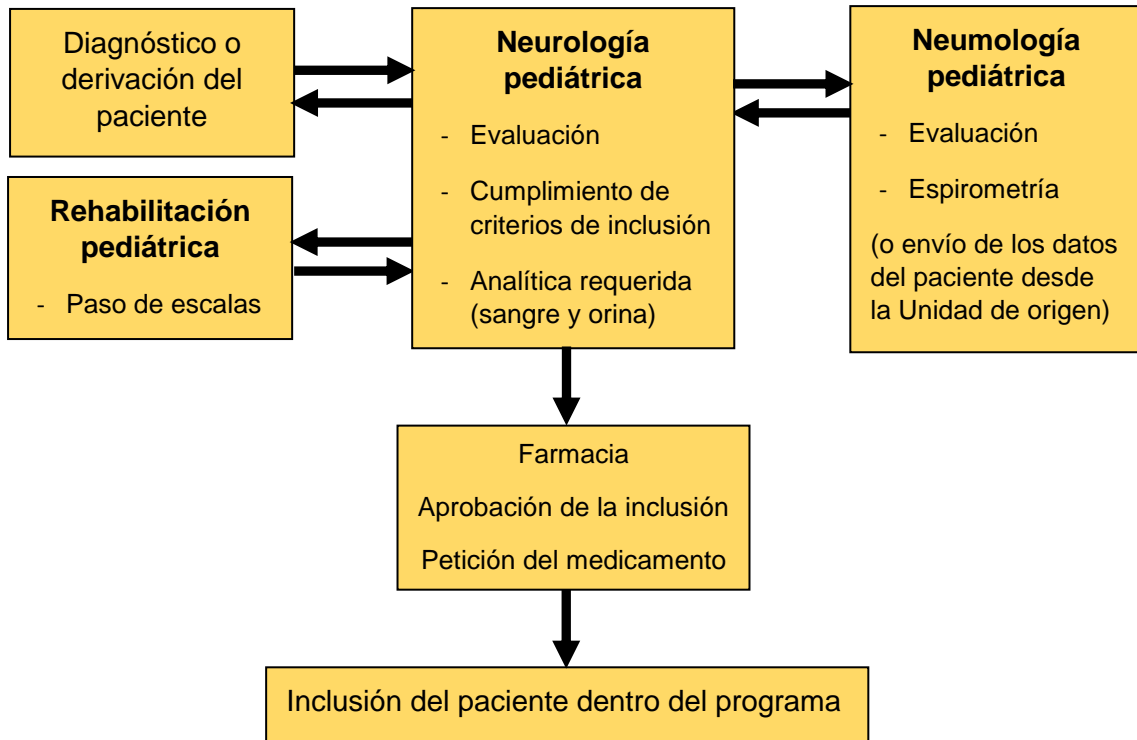 Diagnóstico o
derivación del
paciente
Rehabilitación
pediátrica
- Paso de escalas
Neurología
pediátrica
- Evaluación
- Cumplimiento de
criterios de inclusión
- Analítica requerida
(sangre y orina)
Neumología
pediátrica
- Evaluación
- Espirometría
(o envío de los datos
del paciente desde
la Unidad de origen)
Farmacia
Aprobación de la inclusión
Petición del medicamento
Inclusión del paciente dentro del programa